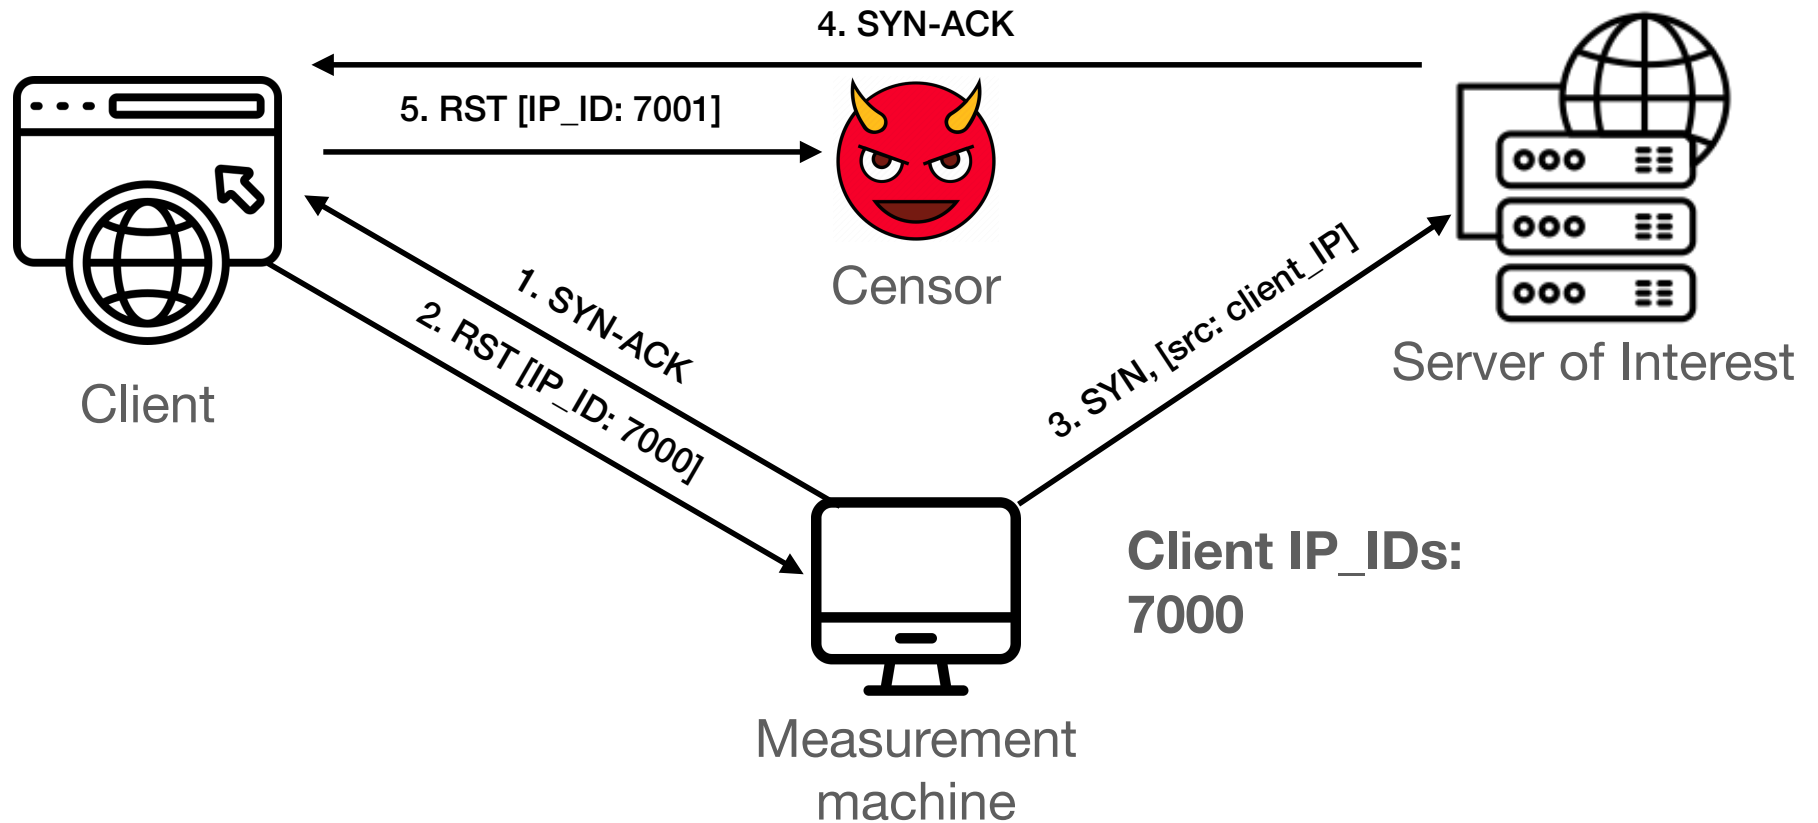 4. SYN-ACK
5. RST [IP_ID: 7001]
Censor
1. SYN-ACK
2. RST [IP_ID: 7000]
3. SYN, [src: client_IP]
Client
Server of Interest
Client IP_IDs:
7000
Measurement
machine